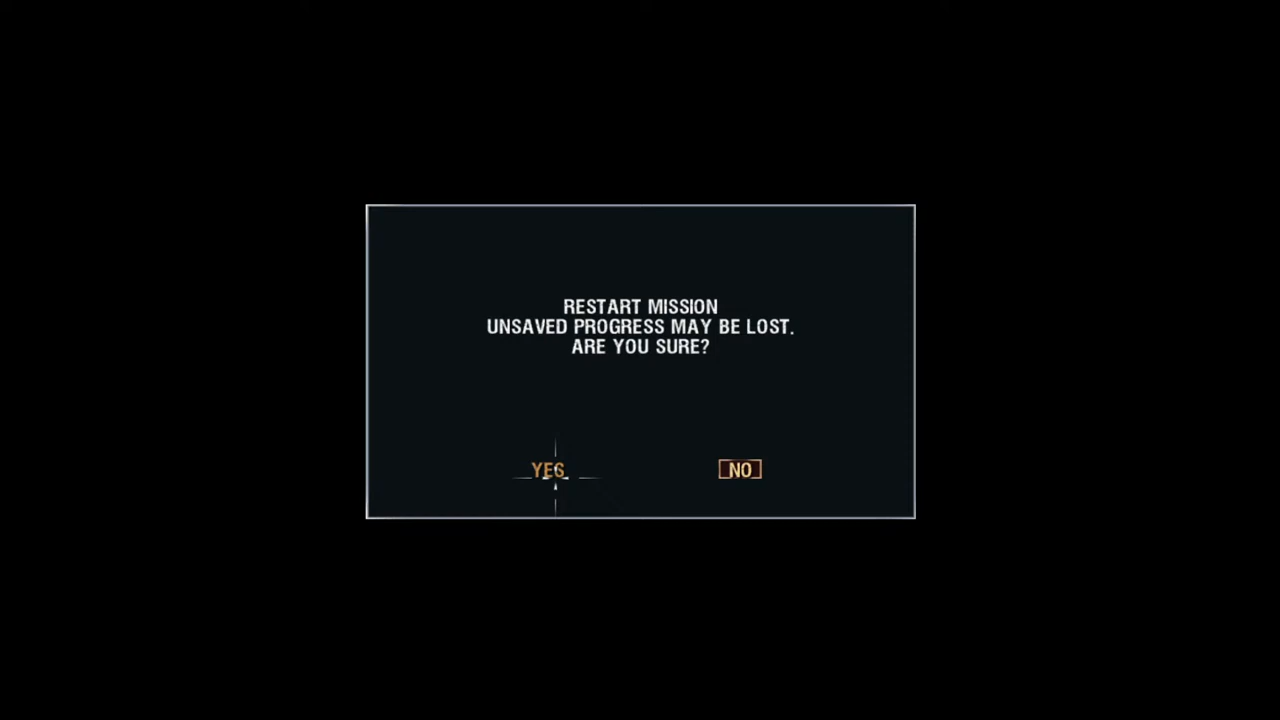 RESTART MISSION
UNSAVED PROGRESS MAY BE LOST.
ARE YOU SURE?
YES NO